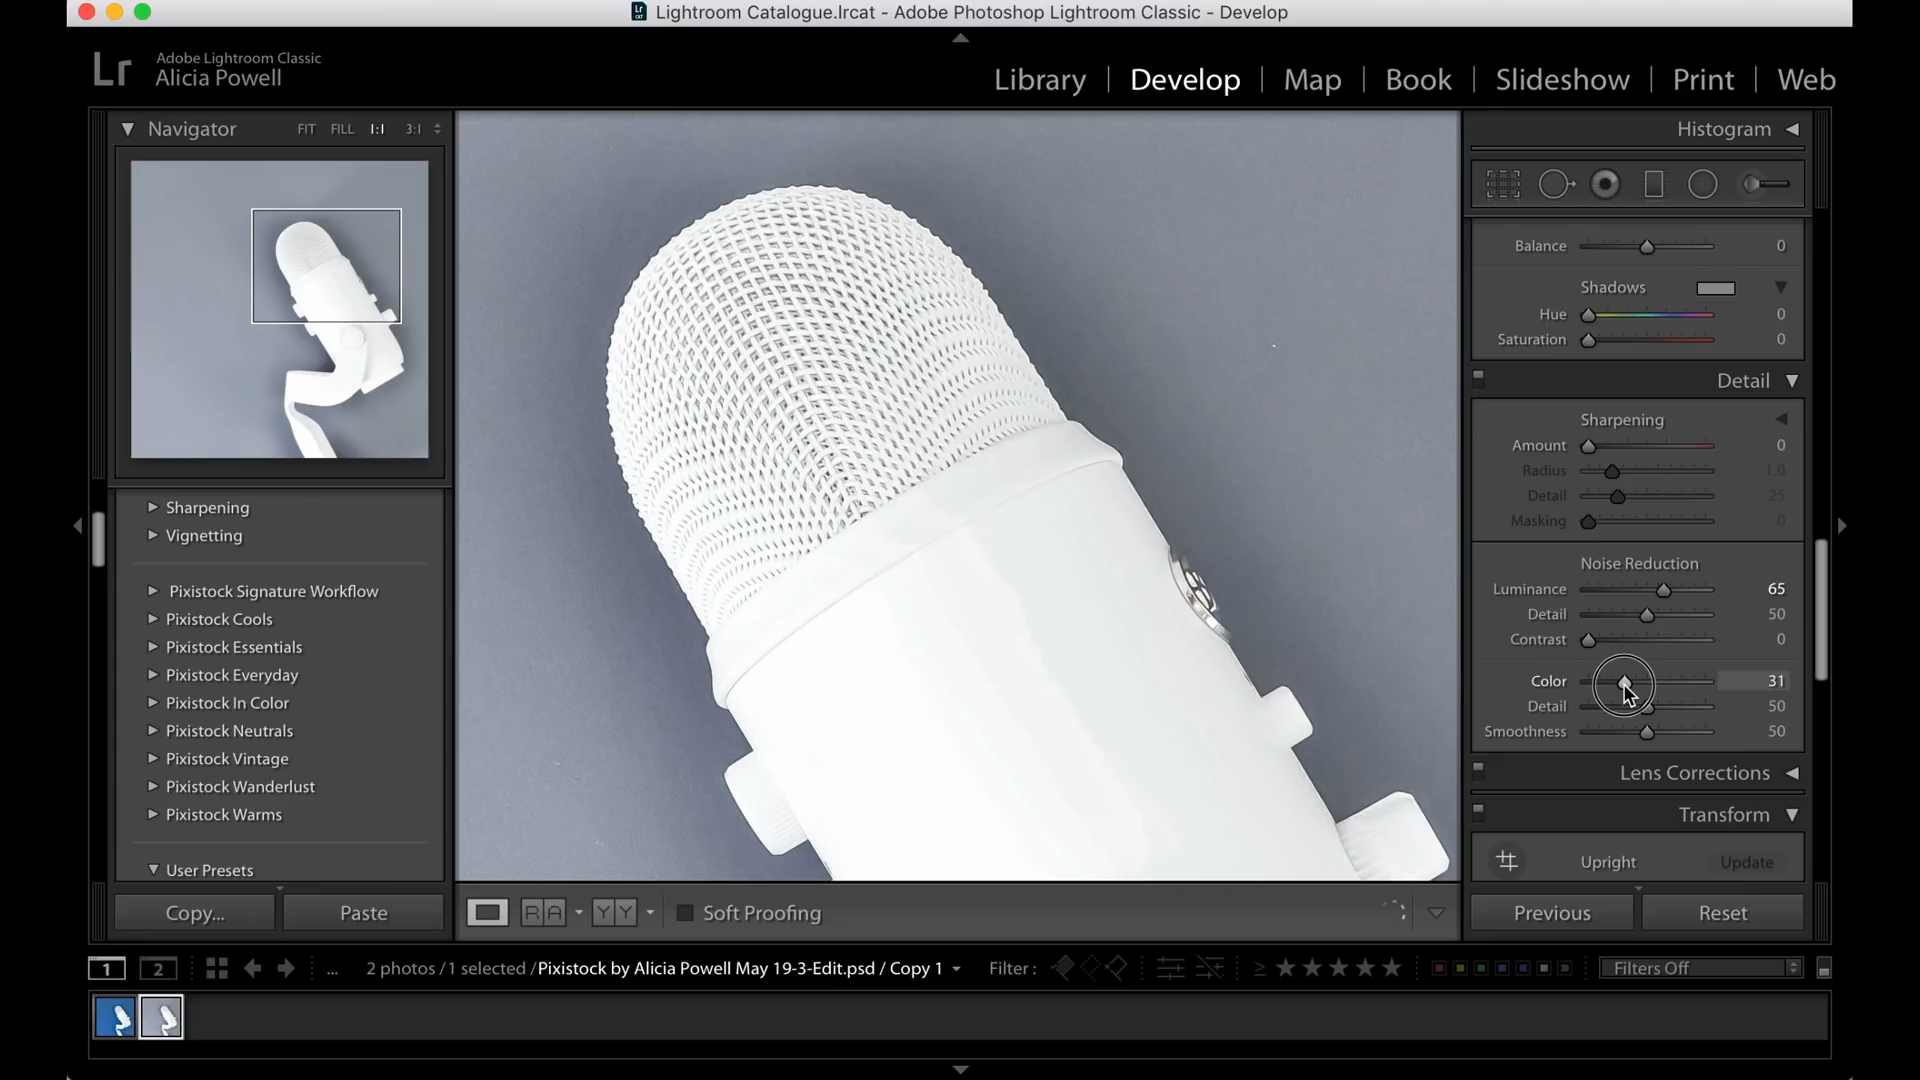 Lightroom Catalogue.lrcat - Adobe Photoshop Lightroom Classic - Develop
Lr
Adobe Lightroom Classic
Alicia Powell
Library | Develop | Map | Book | Slideshow | Print | Web
Navigator FIT FILL 1:1 3:1
Histogram
Balance 0
Shadows
Hue 0
Saturation 0
Detail
Sharpening
Amount 0
Radius 1.0
Detail 25
Masking 0
Noise Reduction
Luminance 65
Detail 50
Contrast 0
Color 31
Detail 50
Smoothness 50
Lens Corrections
Transform
Upright Update
Previous Reset
Sharpening
Vignetting
Pixistock Signature Workflow
Pixistock Cools
Pixistock Essentials
Pixistock Everyday
Pixistock In Color
Pixistock Neutrals
Pixistock Vintage
Pixistock Wanderlust
Pixistock Warms
User Presets
Copy... Paste
R A Y Y Soft Proofing
1 2 ... 2 photos / 1 selected / Pixistock by Alicia Powell May 19-3-Edit.psd / Copy 1 Filter : ≥ Filters Off